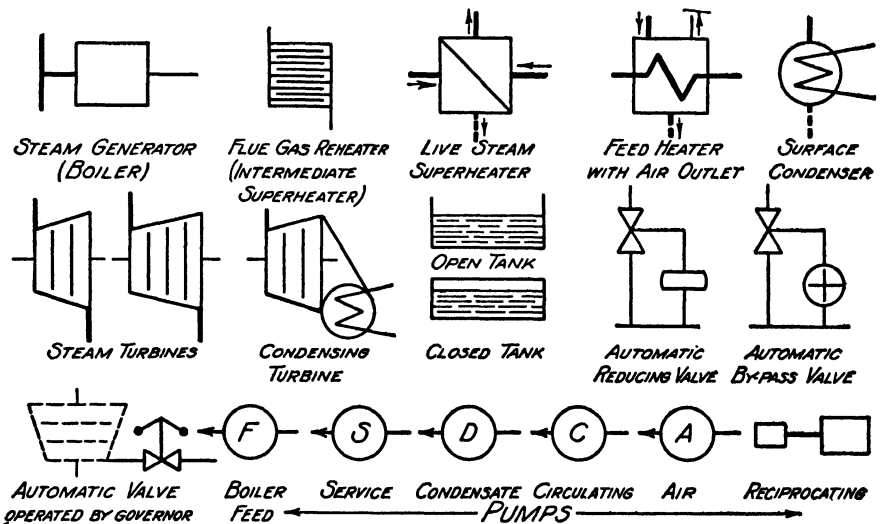 STEAM GENERATOR
(BOILER)
FLUE GAS REHEATER
(INTERMEDIATE
SUPERHEATER)
LIVE STEAM
SUPERHEATER
FEED HEATER
WITH AIR OUTLET
SURFACE
CONDENSER
STEAM TURBINES
CONDENSING
TURBINE
OPEN TANK
CLOSED TANK
AUTOMATIC
REDUCING VALVE
AUTOMATIC
BY-PASS VALVE
F
S
D
C
A
AUTOMATIC VALVE
OPERATED BY GOVERNOR
BOILER
FEED
SERVICE
CONDENSATE
CIRCULATING
AIR
RECIPROCATING
PUMPS